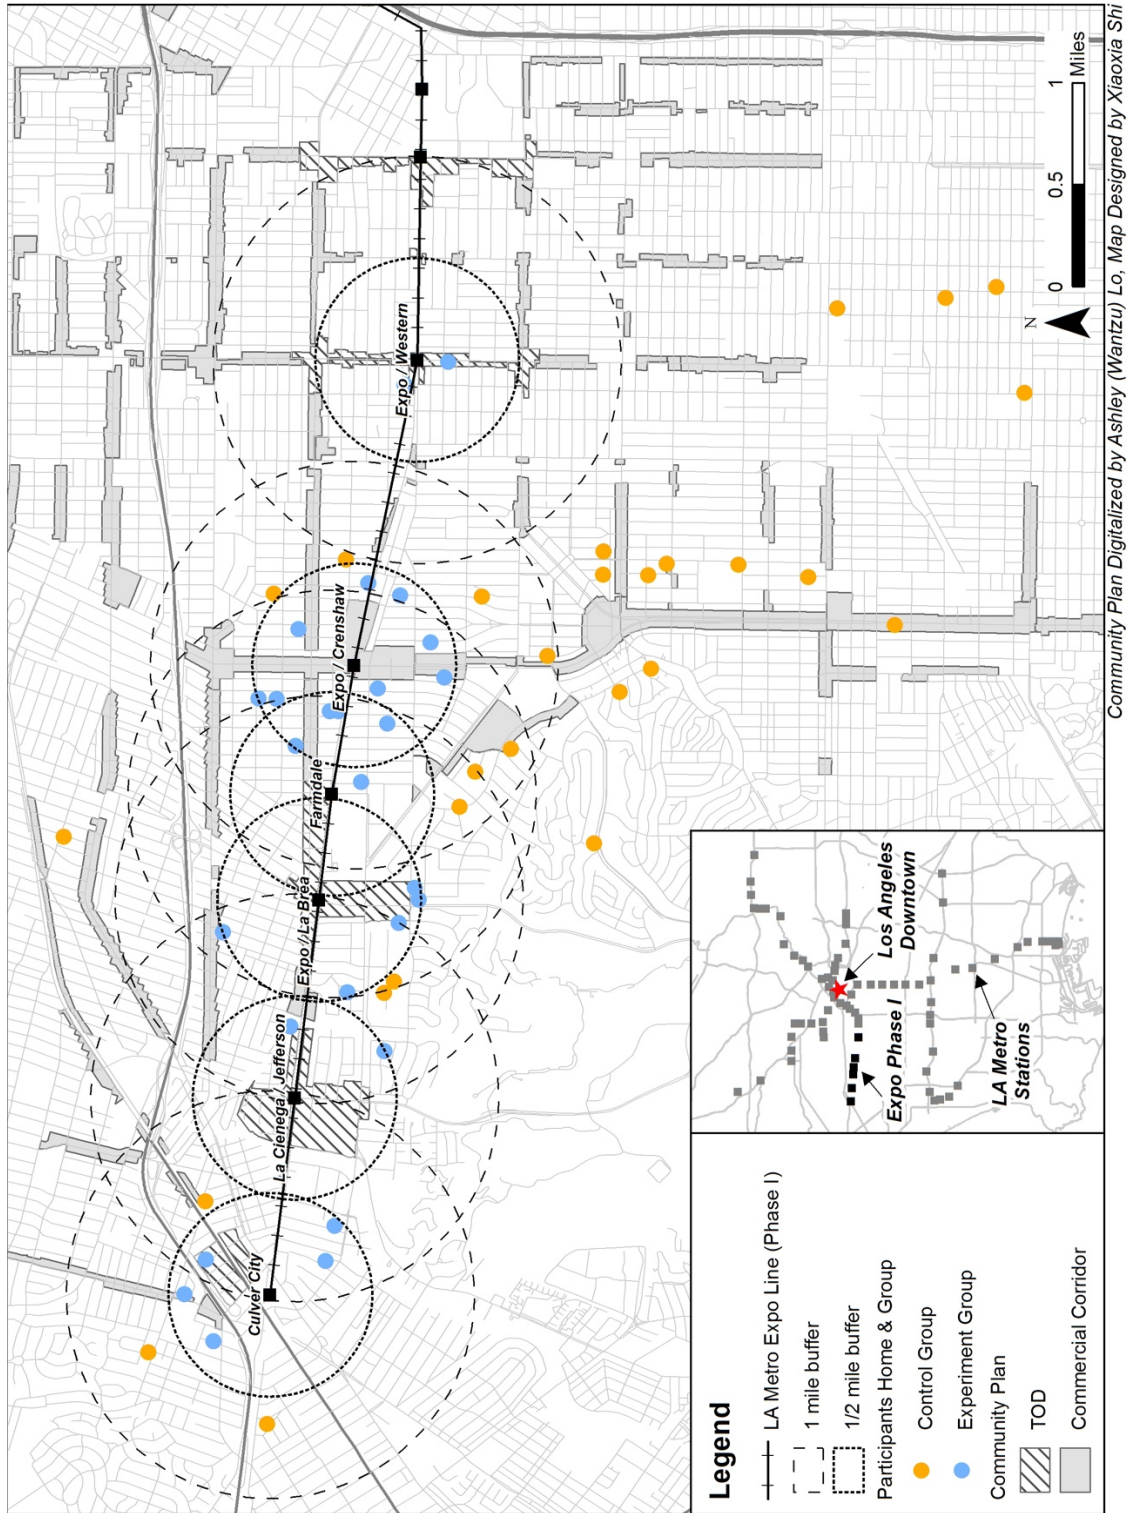 Culver City
La Cienega / Jefferson
Expo / La Brea
Farmdale
Expo / Crenshaw
Expo / Western
Legend
LA Metro Expo Line (Phase I)
1 mile buffer
1/2 mile buffer
Participants Home & Group
Control Group
Experiment Group
Community Plan
TOD
Commercial Corridor
Expo Phase I
Los Angeles
Downtown
LA Metro
Stations
N
0
0.5
1
Miles
Community Plan Digitalized by Ashley (Wantzu) Lo, Map Designed by Xiaoxia Shi